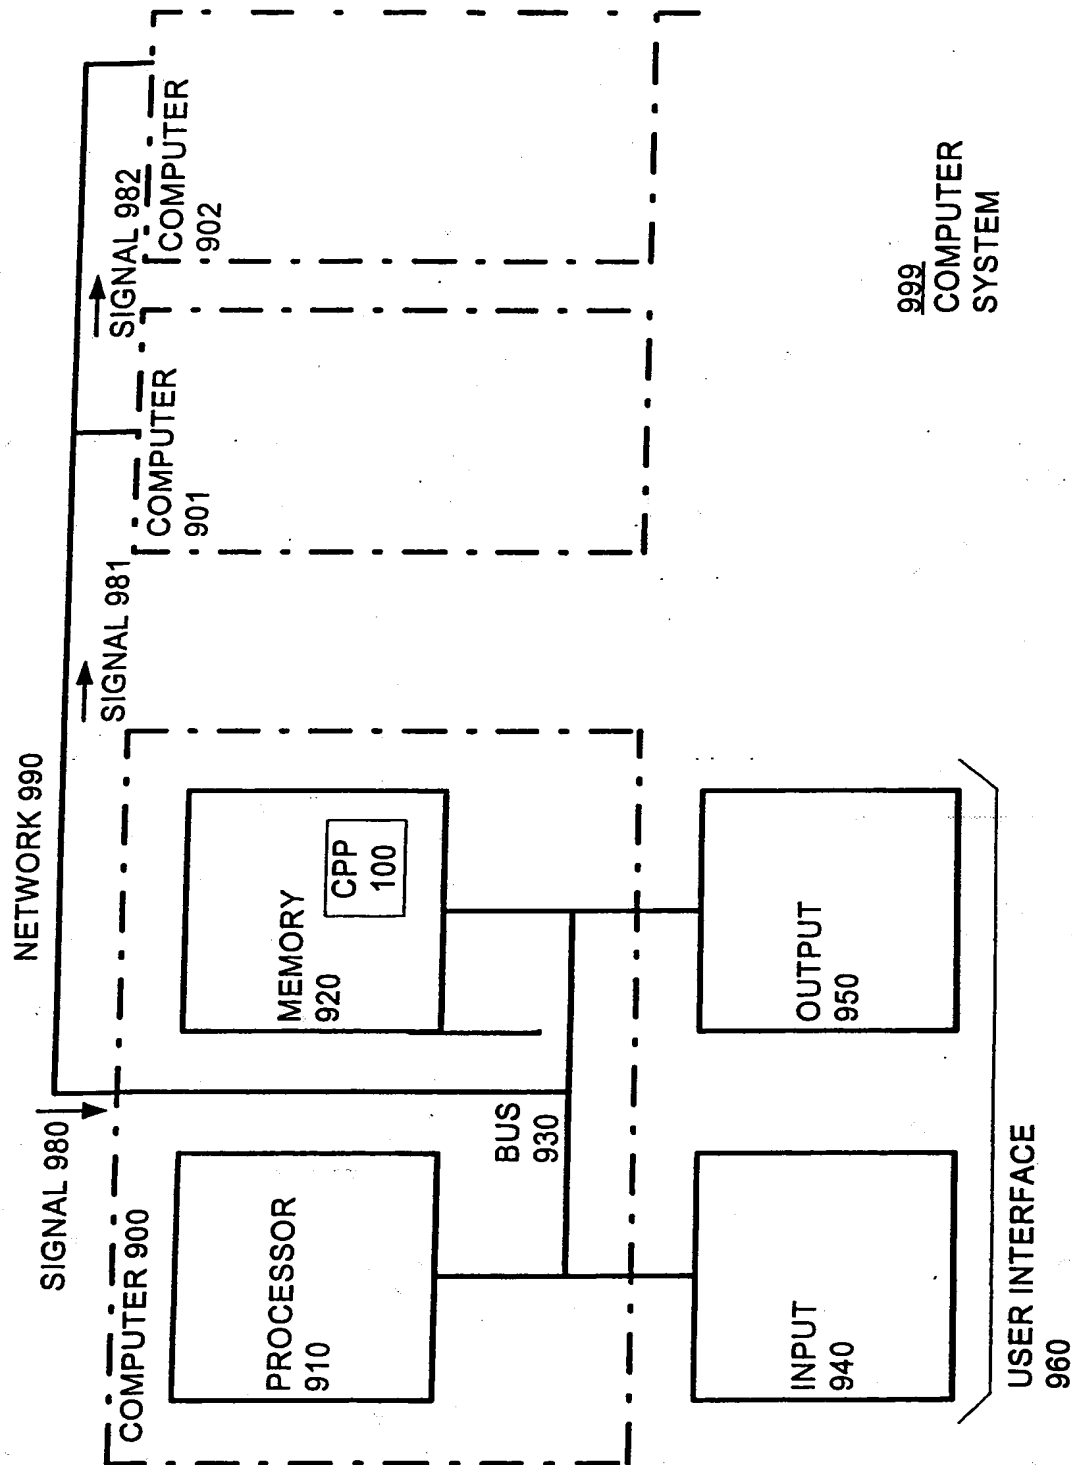 NETWORK 990
SIGNAL 980
SIGNAL 981
SIGNAL 982
COMPUTER 900
COMPUTER
901
COMPUTER
902
PROCESSOR
910
MEMORY
920
CPP
100
BUS
930
INPUT
940
OUTPUT
950
USER INTERFACE
960
999
COMPUTER
SYSTEM